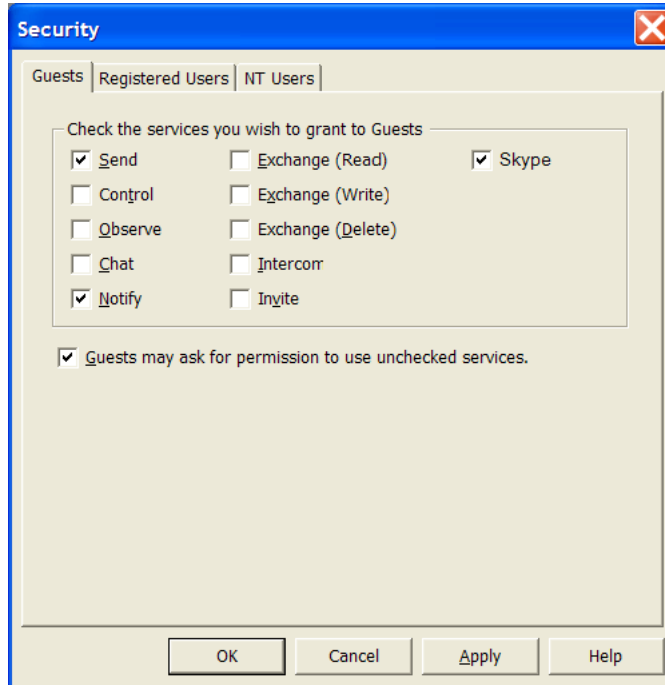 Security
Guests Registered Users NT Users
Check the services you wish to grant to Guests
Send Exchange (Read) Skype
Control Exchange (Write)
Observe Exchange (Delete)
Chat Intercom
Notify Invite
Guests may ask for permission to use unchecked services.
OK Cancel Apply Help